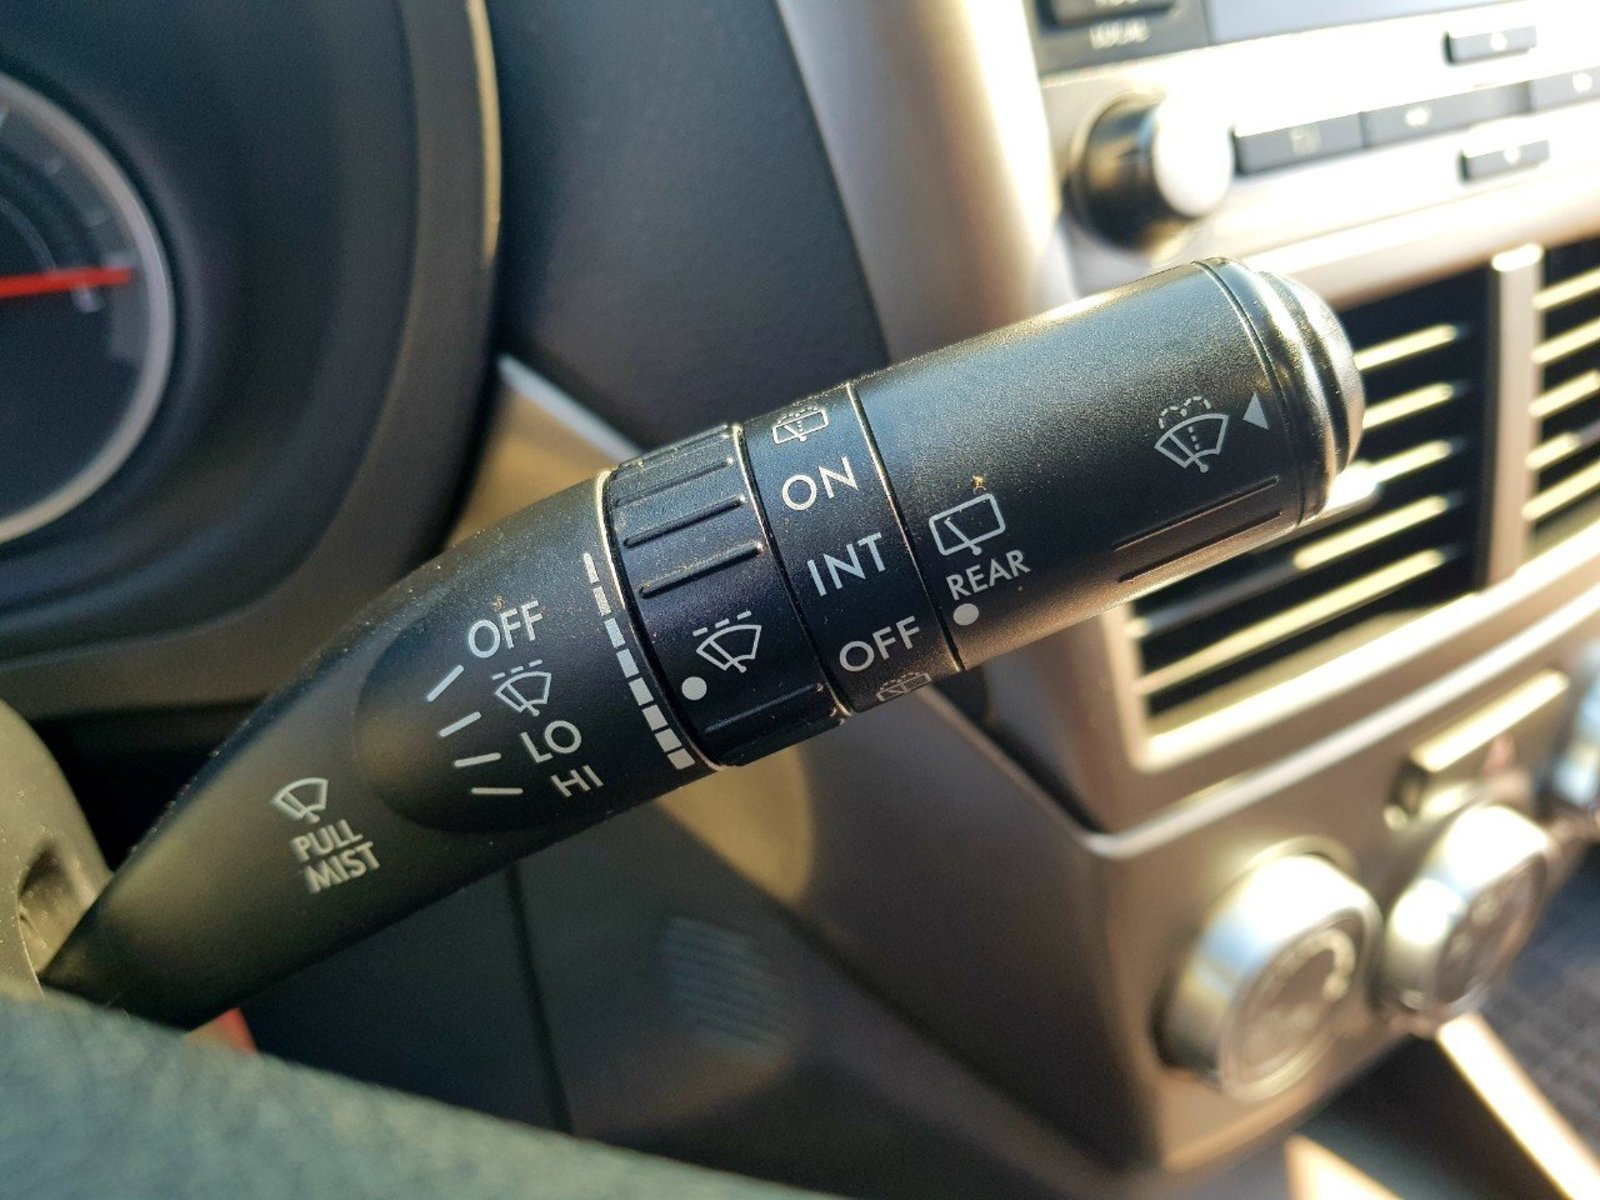 ON
INT
OFF
REAR
OFF
LO
HI
PULL
MIST